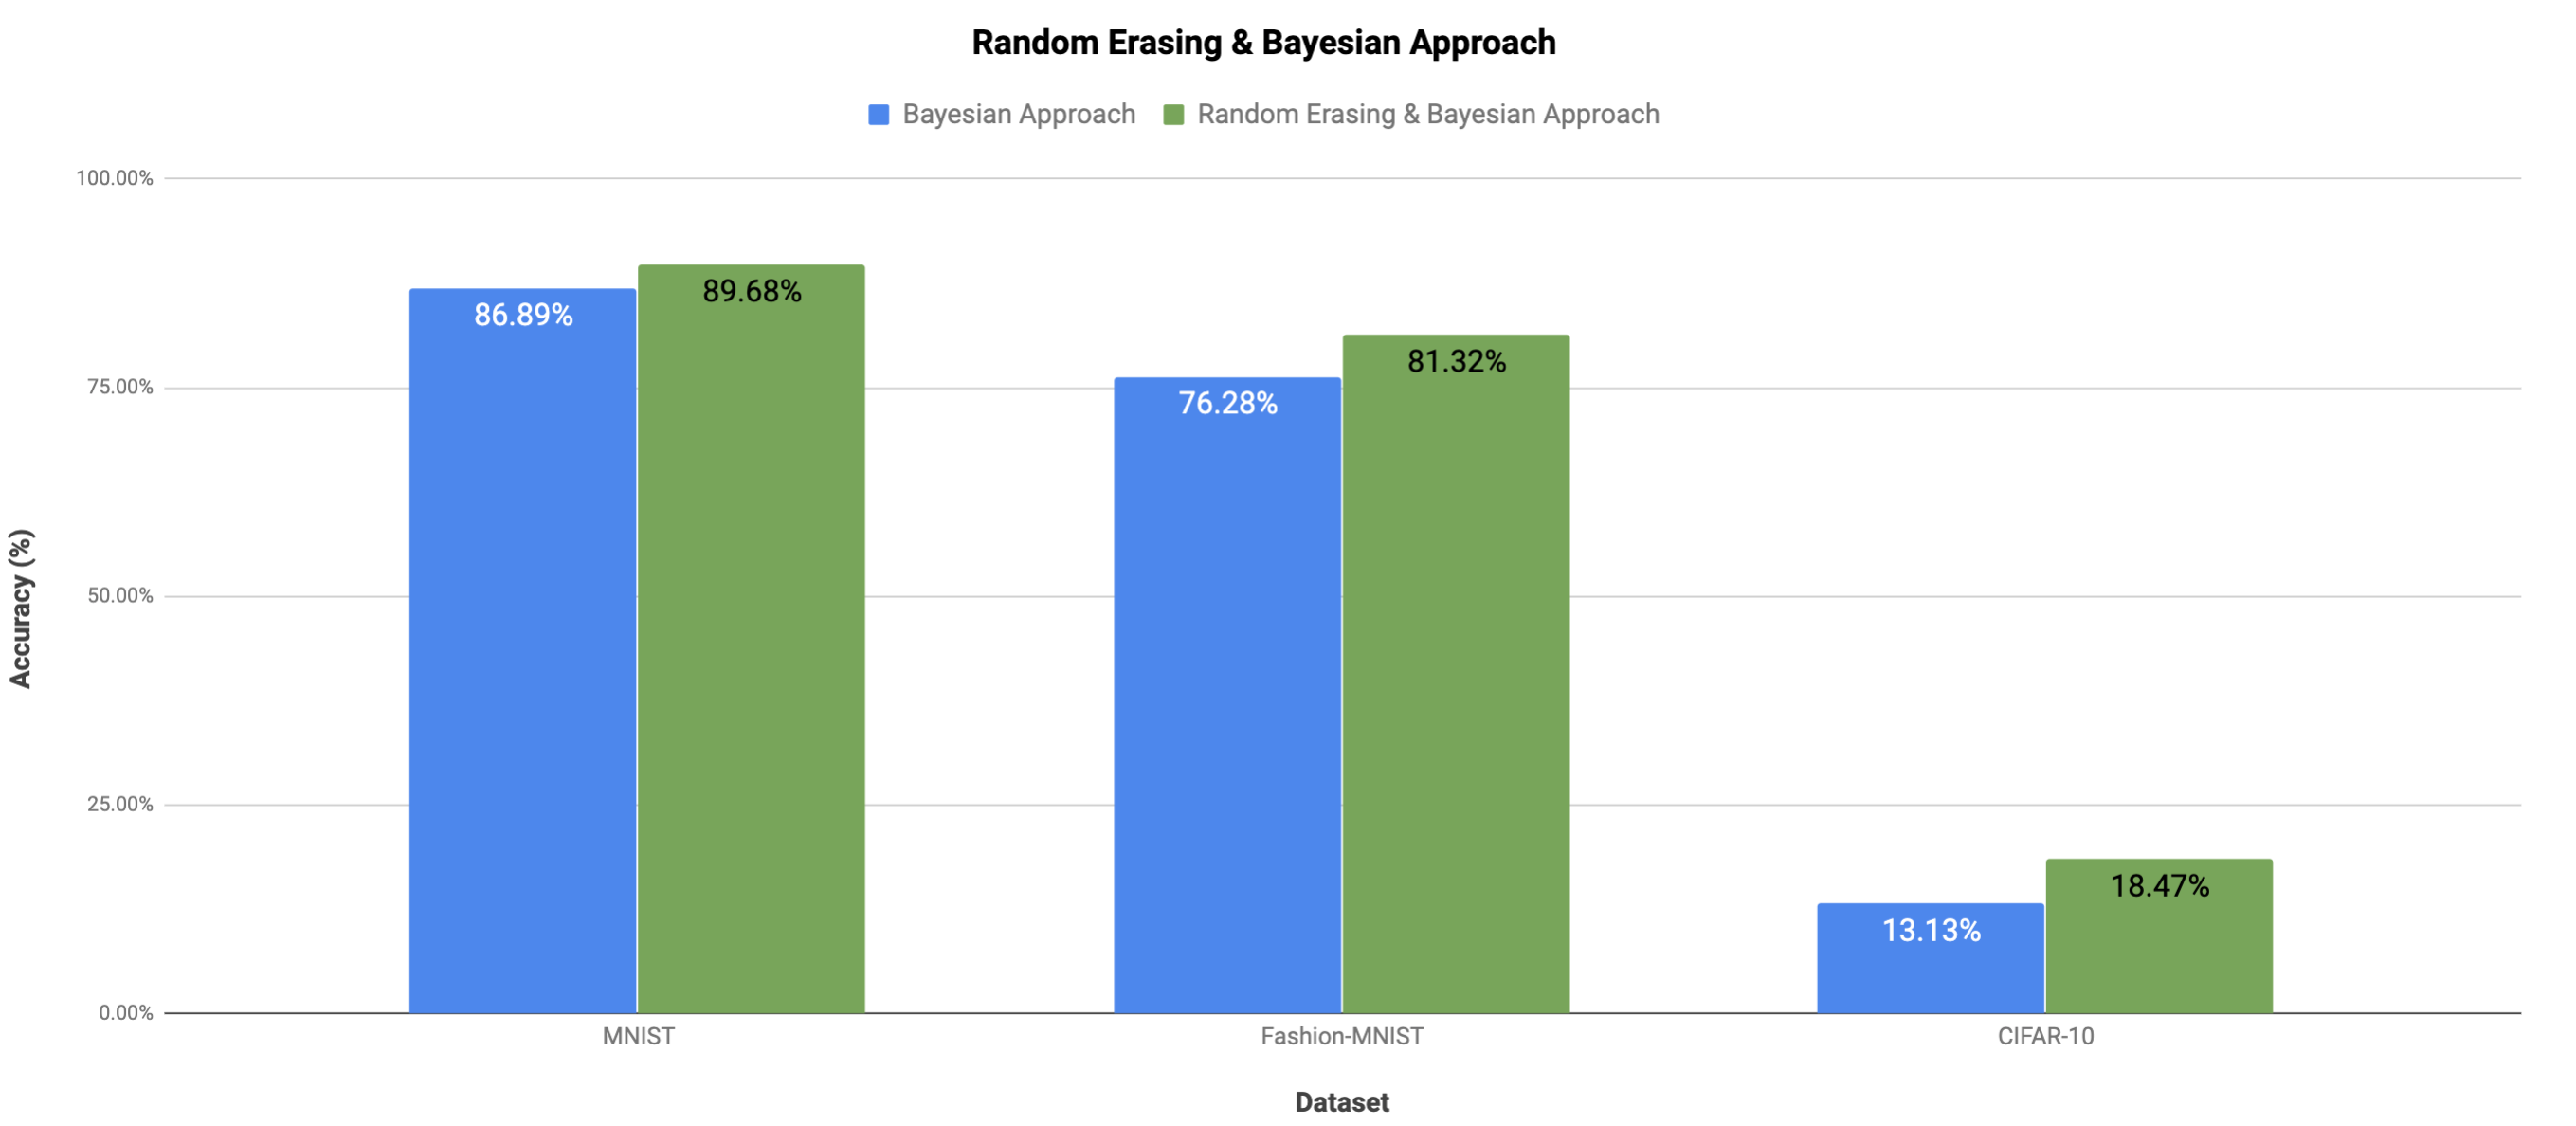 Random Erasing & Bayesian Approach
Bayesian Approach Random Erasing & Bayesian Approach
100.00%
75.00%
50.00%
25.00%
0.00%
Accuracy (%)
86.89%
89.68%
76.28%
81.32%
13.13%
18.47%
MNIST Fashion-MNIST CIFAR-10
Dataset